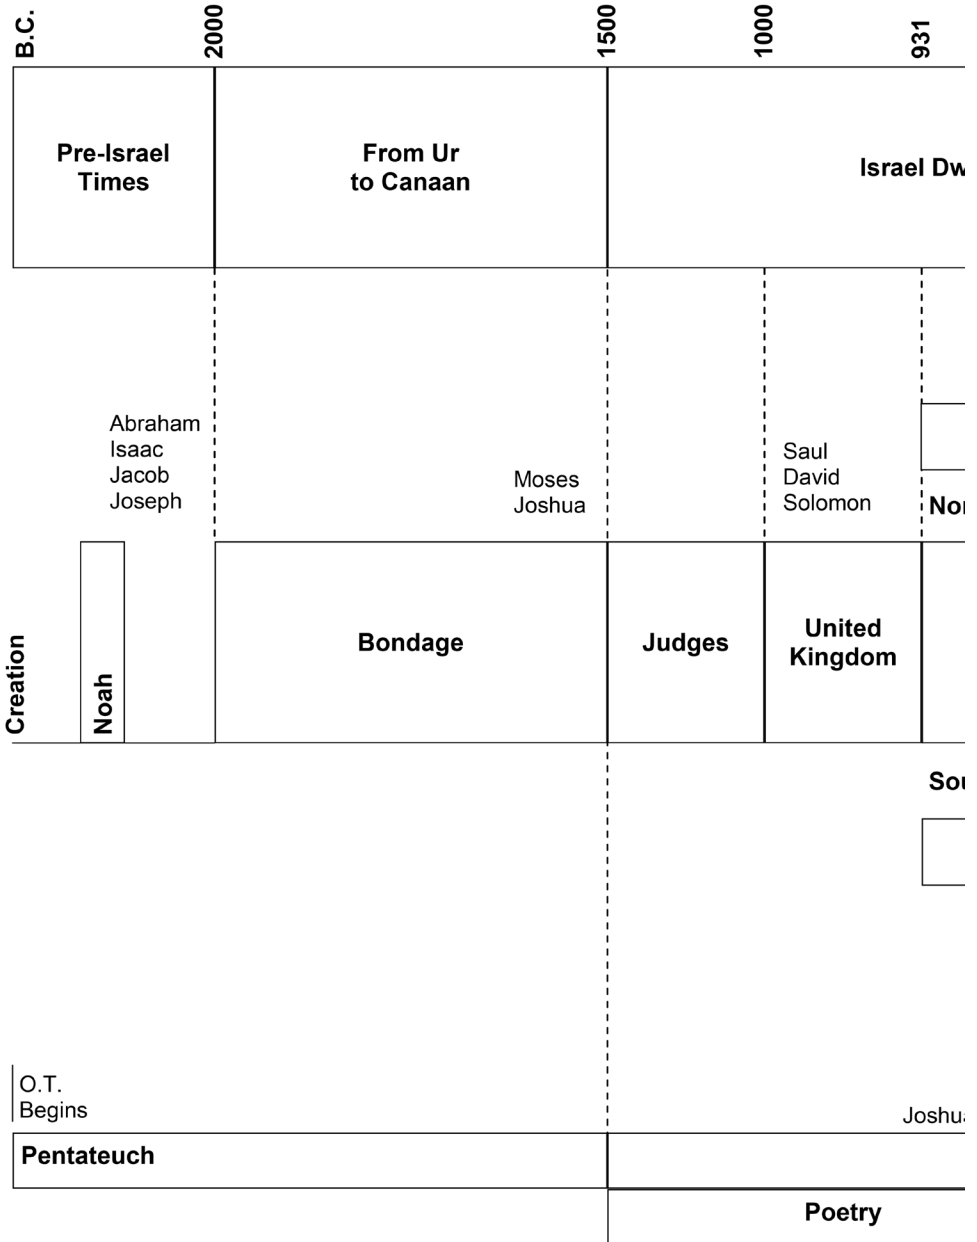 B.C.
2000
1500
1000
931
Pre-Israel
Times
From Ur
to Canaan
Israel Dw
Abraham
Isaac
Jacob
Joseph
Moses
Joshua
Saul
David
Solomon
Nor
Creation
Noah
Bondage
Judges
United
Kingdom
Sou
O.T.
Begins
Joshua
Pentateuch
Poetry